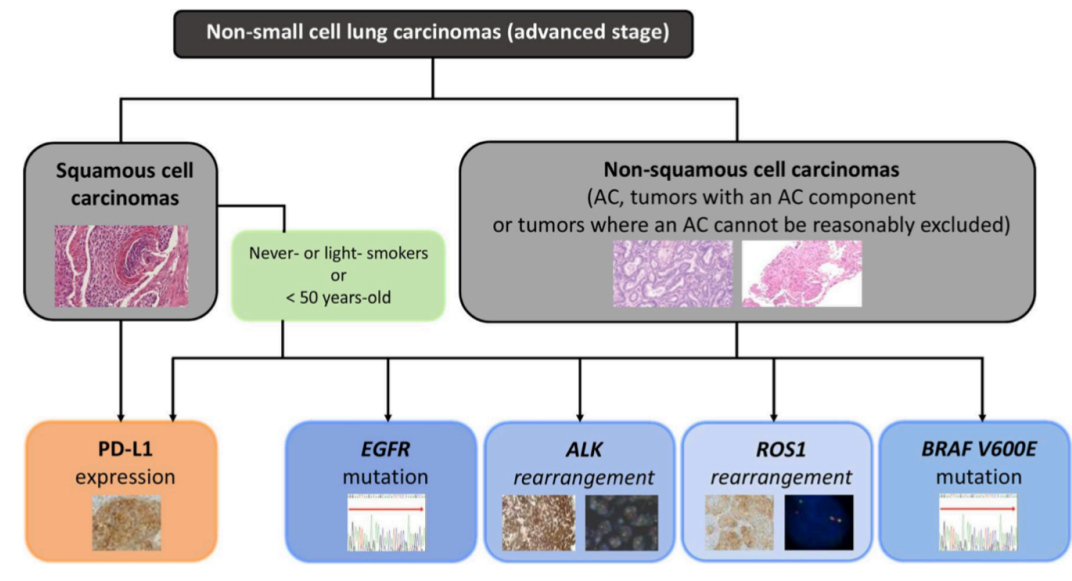 Non-small cell lung carcinomas (advanced stage)
Squamous cell
carcinomas
Non-squamous cell carcinomas
(AC, tumors with an AC component
or tumors where an AC cannot be reasonably excluded)
Never- or light- smokers
or
< 50 years-old
PD-L1
expression
EGFR
mutation
ALK
rearrangement
ROS1
rearrangement
BRAF V600E
mutation